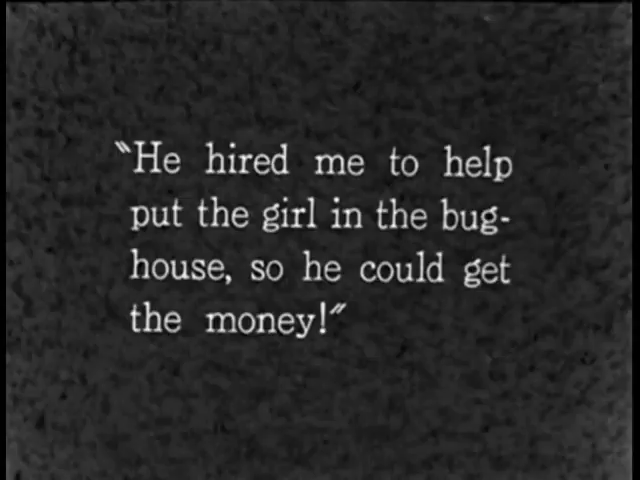 "He hired me to help
put the girl in the bug-
house, so he could get
the money!"